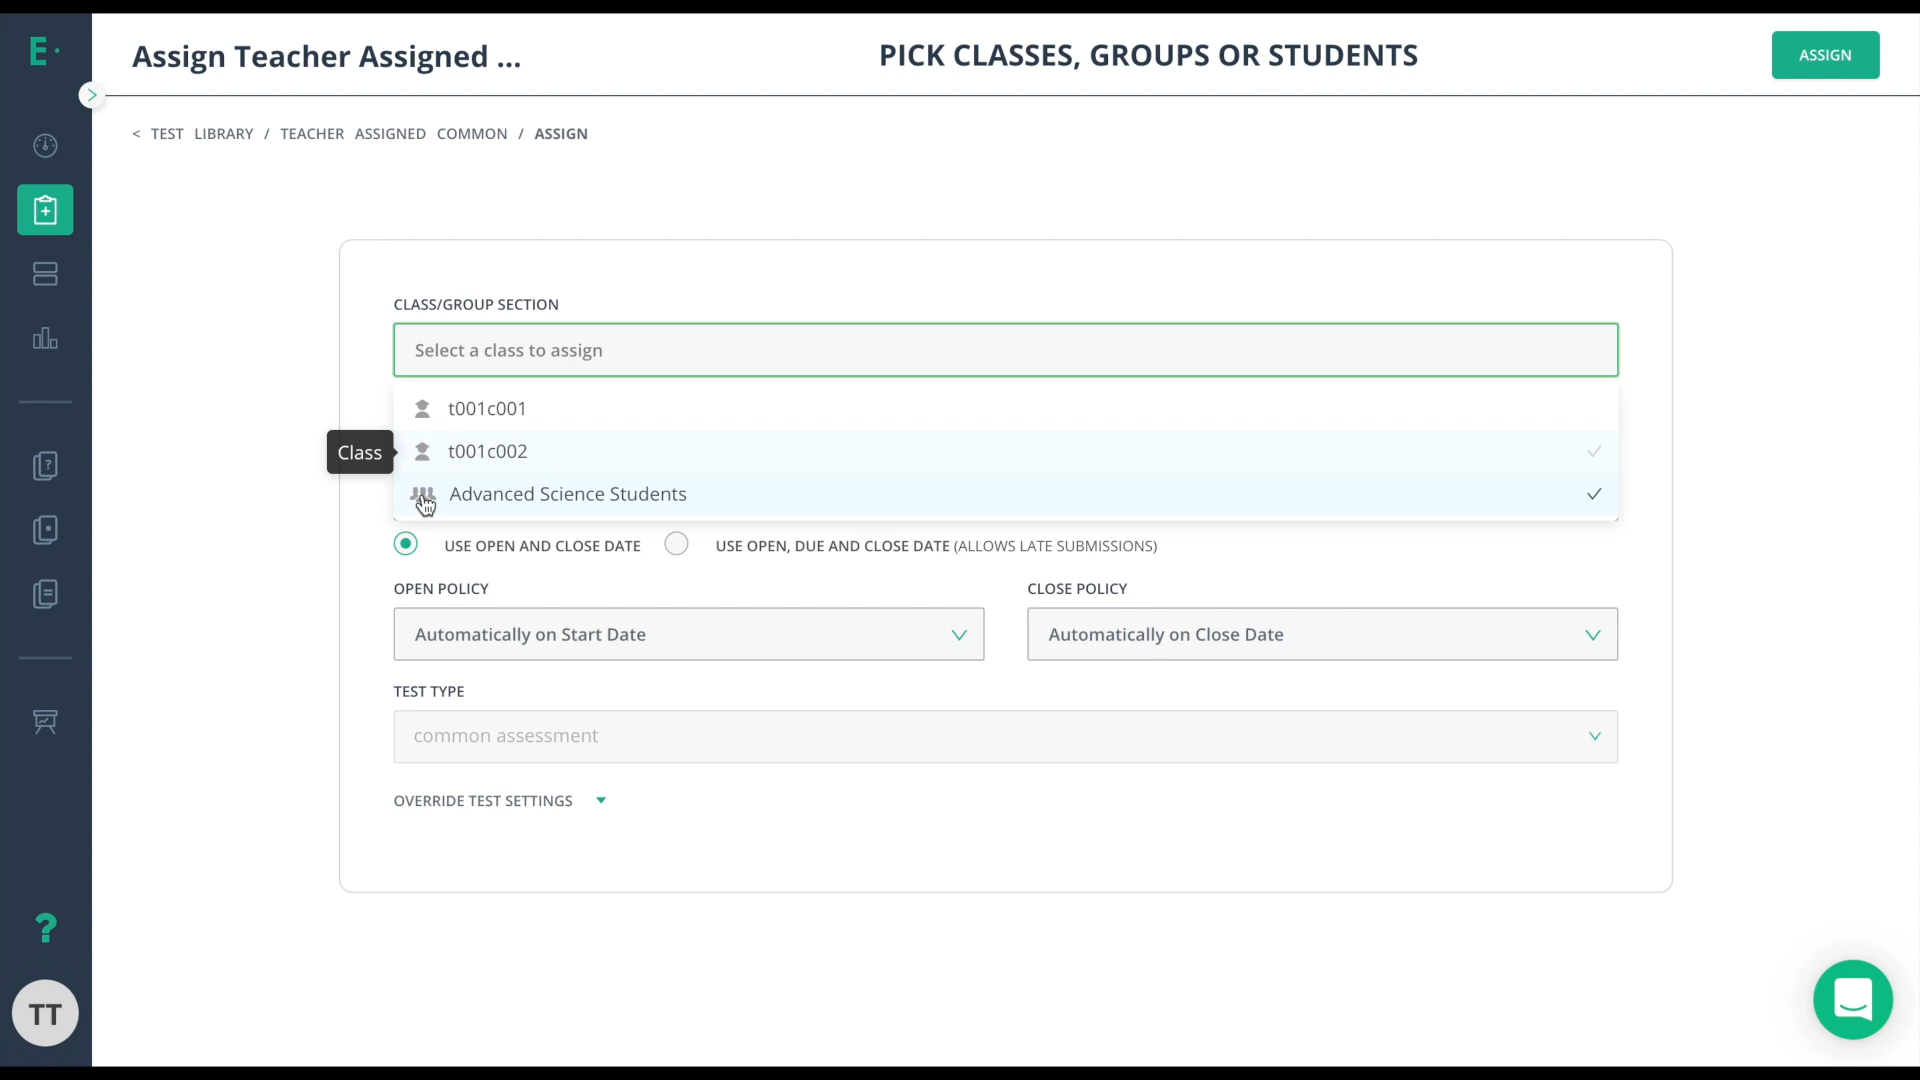 E·
Assign Teacher Assigned ...
PICK CLASSES, GROUPS OR STUDENTS
ASSIGN
< TEST LIBRARY / TEACHER ASSIGNED COMMON / ASSIGN
CLASS/GROUP SECTION
Select a class to assign
t001c001
Class
t001c002
Advanced Science Students
USE OPEN AND CLOSE DATE
USE OPEN, DUE AND CLOSE DATE (ALLOWS LATE SUBMISSIONS)
OPEN POLICY
CLOSE POLICY
Automatically on Start Date
Automatically on Close Date
TEST TYPE
common assessment
OVERRIDE TEST SETTINGS
?
TT